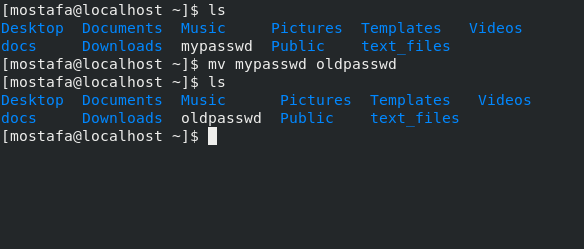 [mostafa@localhost ~]$ ls
Desktop  Documents  Music     Pictures  Templates   Videos
docs     Downloads  mypasswd  Public    text_files
[mostafa@localhost ~]$ mv mypasswd oldpasswd
[mostafa@localhost ~]$ ls
Desktop  Documents  Music      Pictures  Templates   Videos
docs     Downloads  oldpasswd  Public    text_files
[mostafa@localhost ~]$